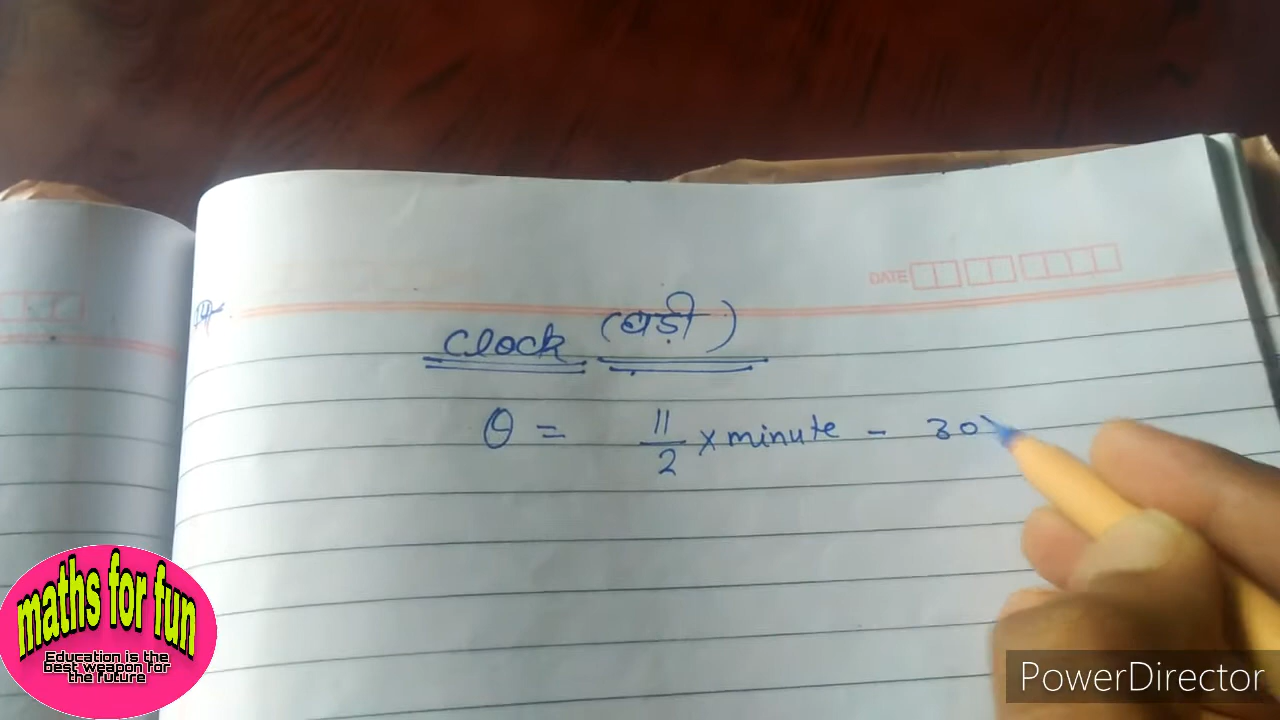 DATE
Clock (घड़ी)
θ = 11/2 × minute - 30
maths for fun
Education is the
best weapon for
the future
PowerDirector